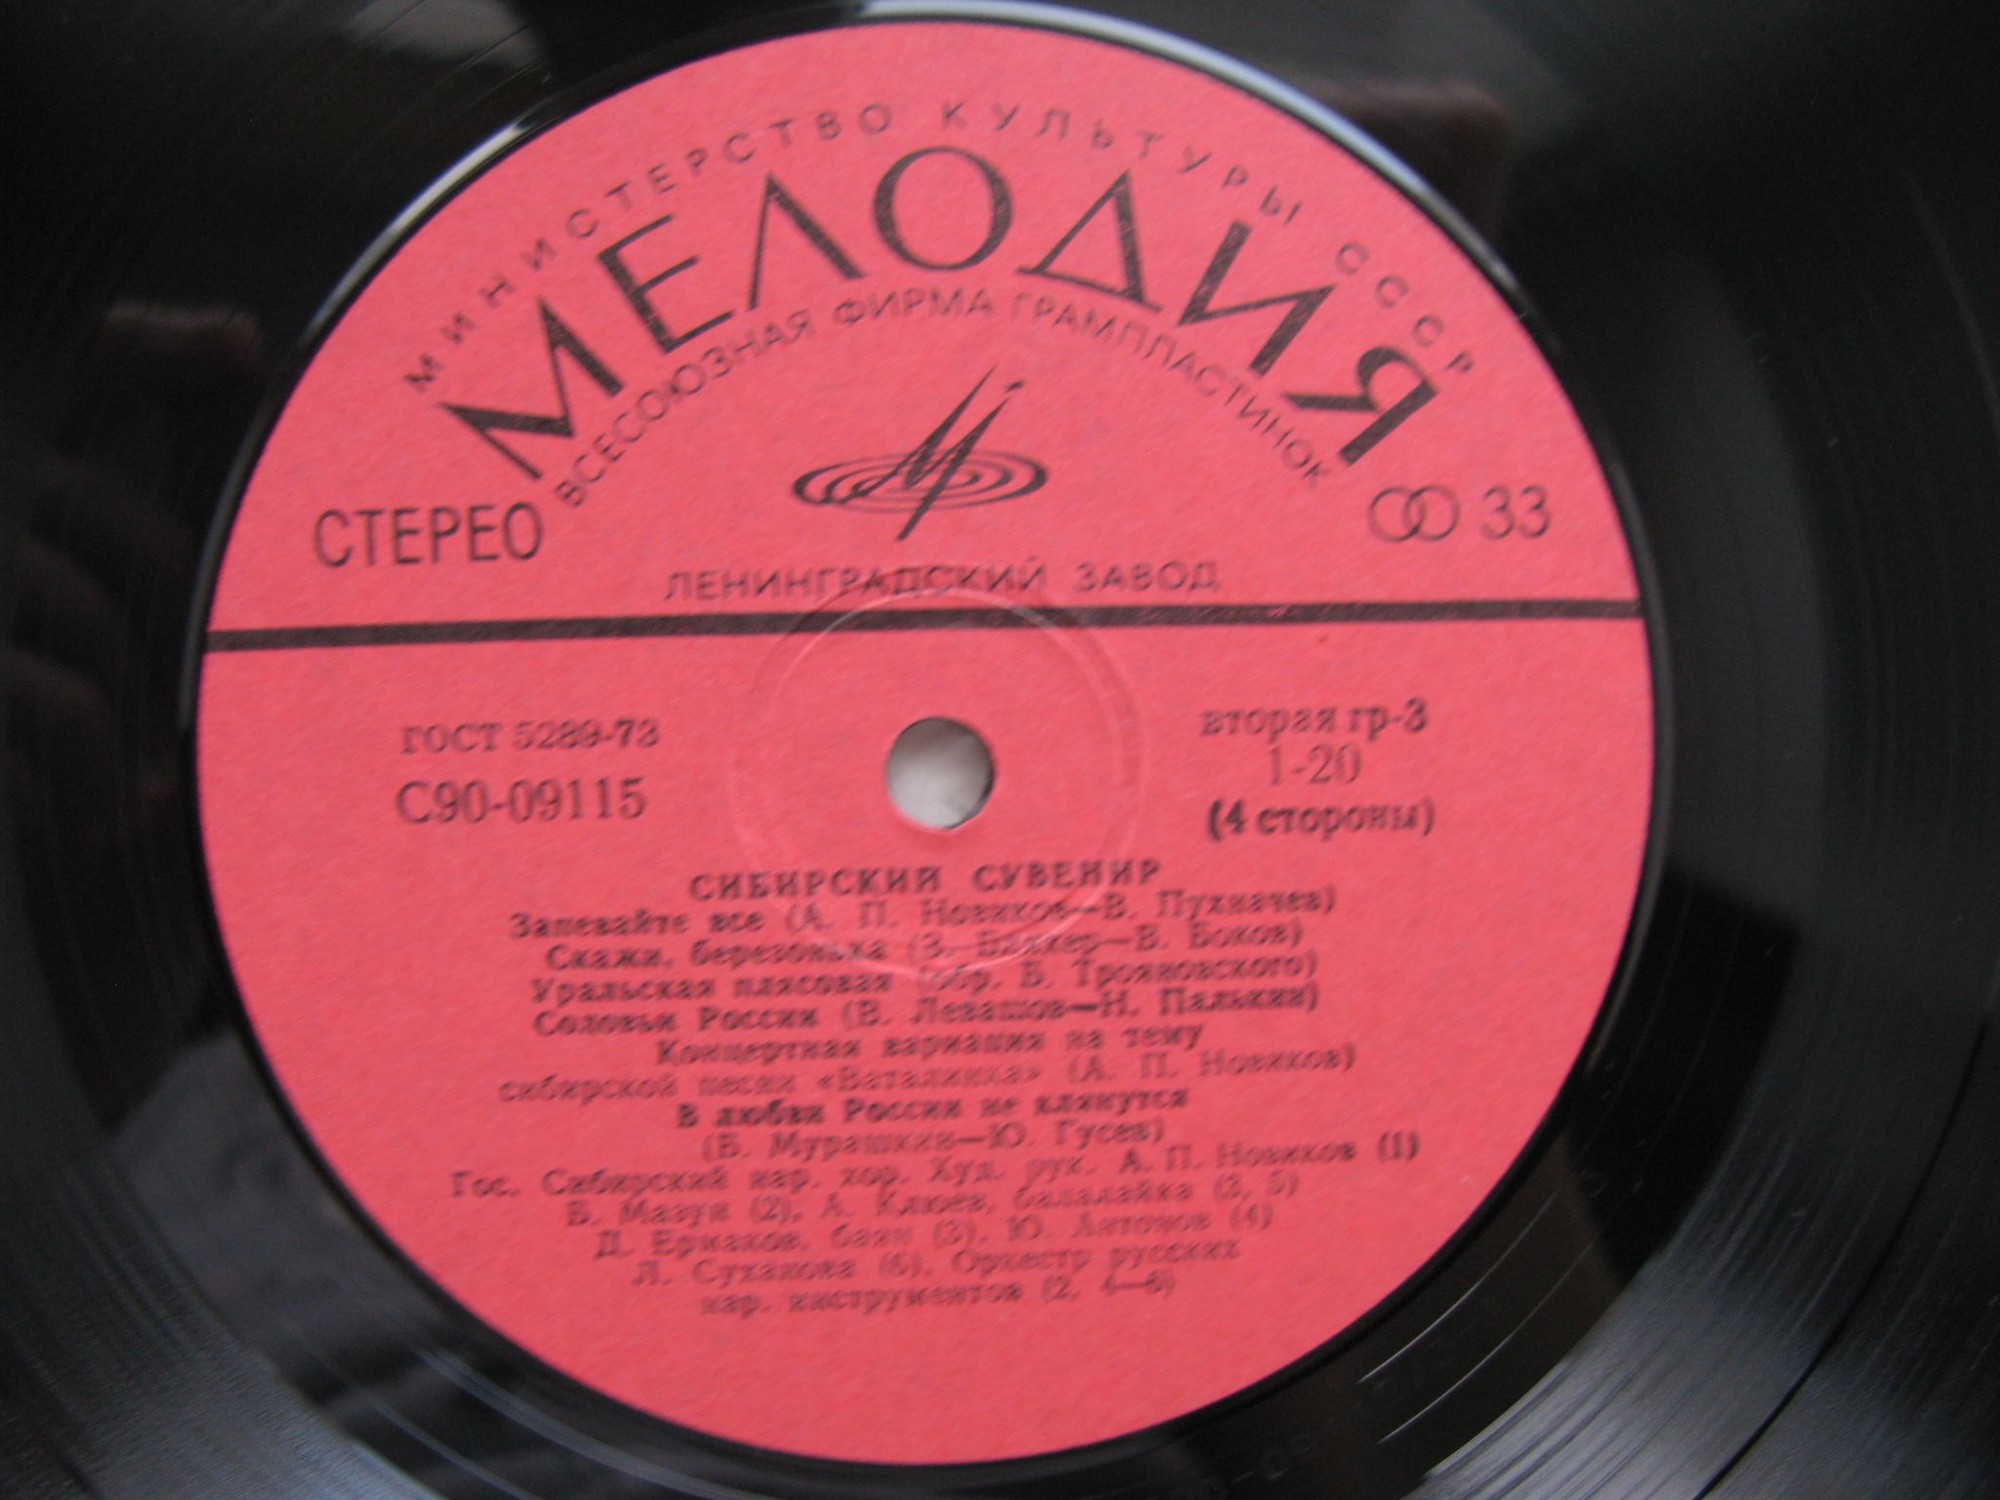 МИНИСТЕРСТВО КУЛЬТУРЫ СССР
МЕЛОДИЯ
ВСЕСОЮЗНАЯ ФИРМА ГРАМПЛАСТИНОК
СТЕРЕО
33
ЛЕНИНГРАДСКИЙ ЗАВОД
ГОСТ 5289-73
вторая гр-3
С90-09115
1-20
(4 стороны)
СИБИРСКИЙ СУВЕНИР
Запевайте все (А. П. Новиков—В. Пухначев)
Скажи, березонька (З. Бляхер—В. Боков)
Уральская плясовая (обр. Б. Трояновского)
Соловьи России (В. Левашов—Н. Палькин)
Концертная вариация на тему
сибирской песни «Ваталинка» (А. П. Новиков)
В любви России не клянутся
(В. Мурашкин—Ю. Гусев)
Гос. Сибирский нар. хор. Худ. рук. А. П. Новиков (1)
Б. Мазун (2), А. Клюев, балалайка (3, 5)
Д. Ермаков, баян (3), Ю. Антонов (4)
Л. Суханова (6), Оркестр русских
нар. инструментов (2, 4—6)